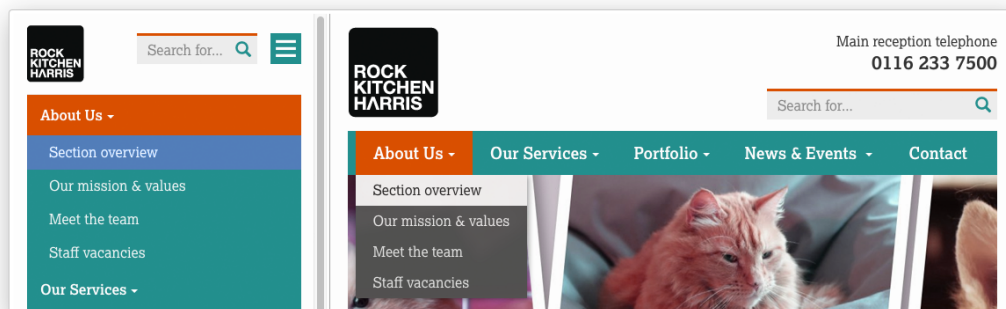 ROCK
KITCHEN
HARRIS
Search for...
About Us
Section overview
Our mission & values
Meet the team
Staff vacancies
Our Services
ROCK
KITCHEN
HARRIS
Main reception telephone
0116 233 7500
Search for...
About Us Our Services Portfolio News & Events Contact
Section overview
Our mission & values
Meet the team
Staff vacancies